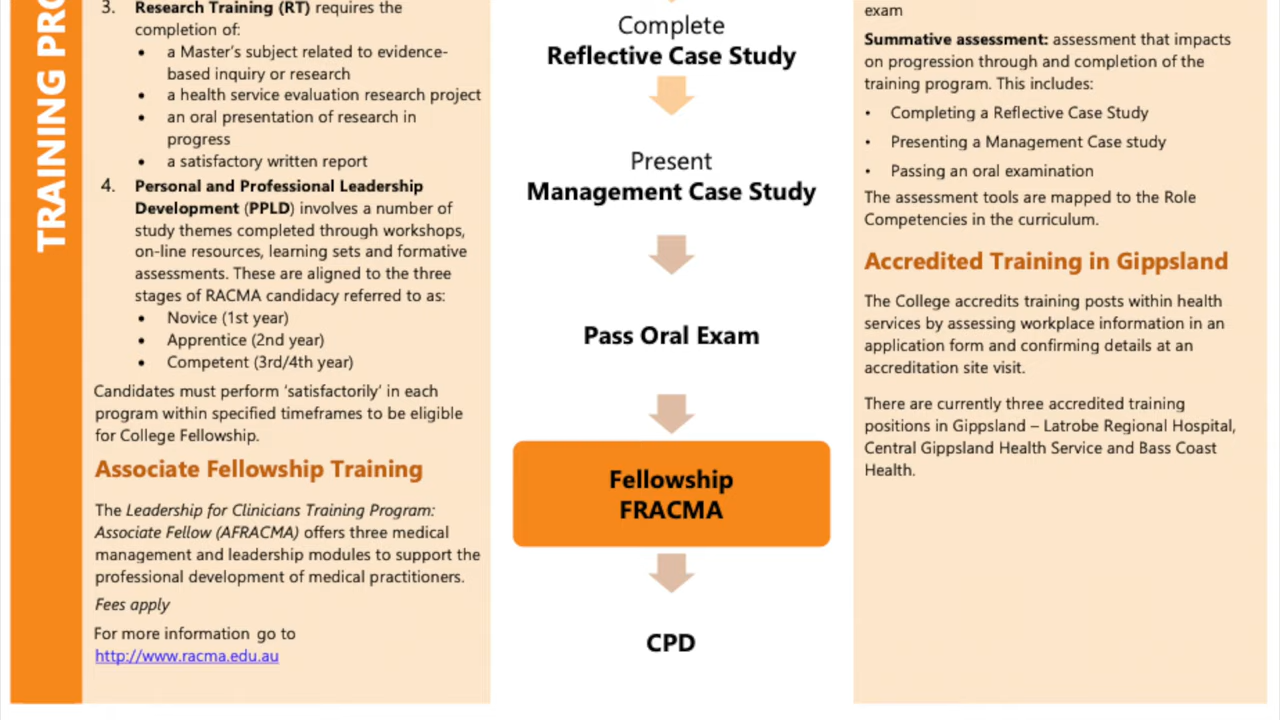 TRAINING PRO
3. Research Training (RT) requires the
completion of:
• a Master's subject related to evidence-
based inquiry or research
• a health service evaluation research project
• an oral presentation of research in
progress
• a satisfactory written report
4. Personal and Professional Leadership
Development (PPLD) involves a number of
study themes completed through workshops,
on-line resources, learning sets and formative
assessments. These are aligned to the three
stages of RACMA candidacy referred to as:
• Novice (1st year)
• Apprentice (2nd year)
• Competent (3rd/4th year)
Candidates must perform 'satisfactorily' in each
program within specified timeframes to be eligible
for College Fellowship.
Associate Fellowship Training
The Leadership for Clinicians Training Program:
Associate Fellow (AFRACMA) offers three medical
management and leadership modules to support the
professional development of medical practitioners.
Fees apply
For more information go to
http://www.racma.edu.au
Complete
Reflective Case Study
Present
Management Case Study
Pass Oral Exam
Fellowship
FRACMA
CPD
exam
Summative assessment: assessment that impacts
on progression through and completion of the
training program. This includes:
• Completing a Reflective Case Study
• Presenting a Management Case study
• Passing an oral examination
The assessment tools are mapped to the Role
Competencies in the curriculum.
Accredited Training in Gippsland
The College accredits training posts within health
services by assessing workplace information in an
application form and confirming details at an
accreditation site visit.
There are currently three accredited training
positions in Gippsland – Latrobe Regional Hospital,
Central Gippsland Health Service and Bass Coast
Health.